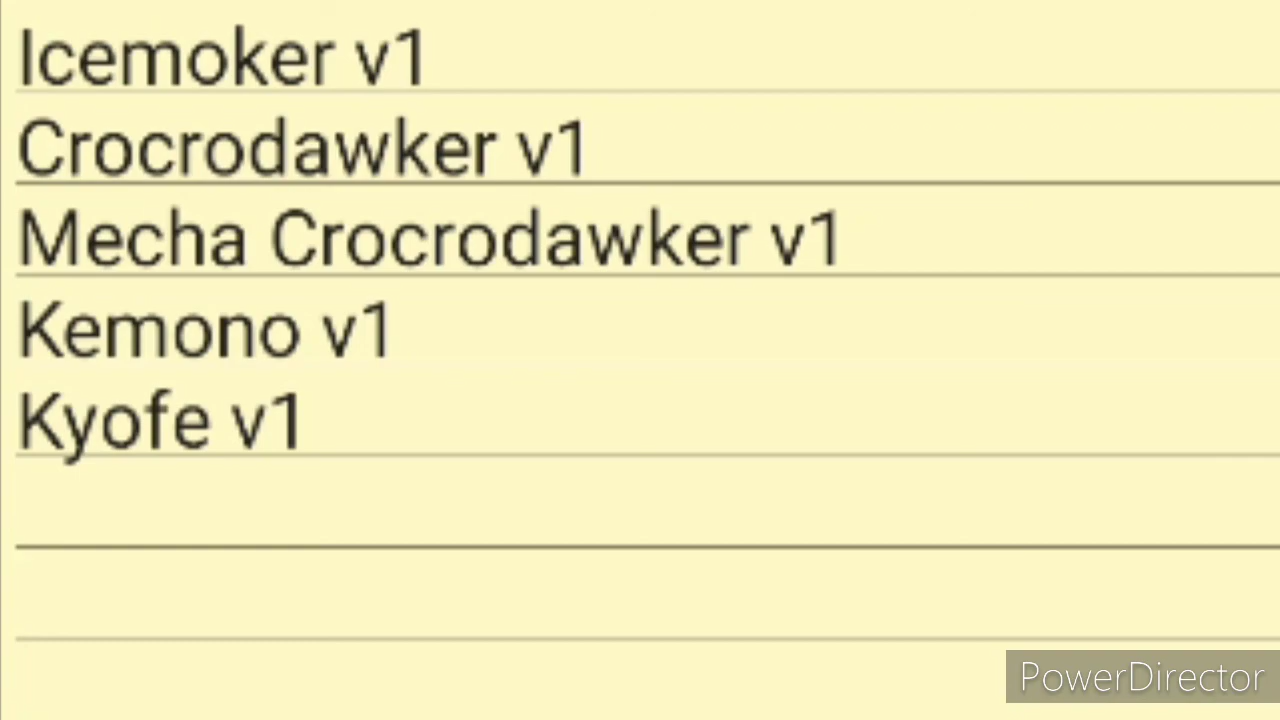 Icemoker v1
Crocrodawker v1
Mecha Crocrodawker v1
Kemono v1
Kyofe v1
PowerDirector